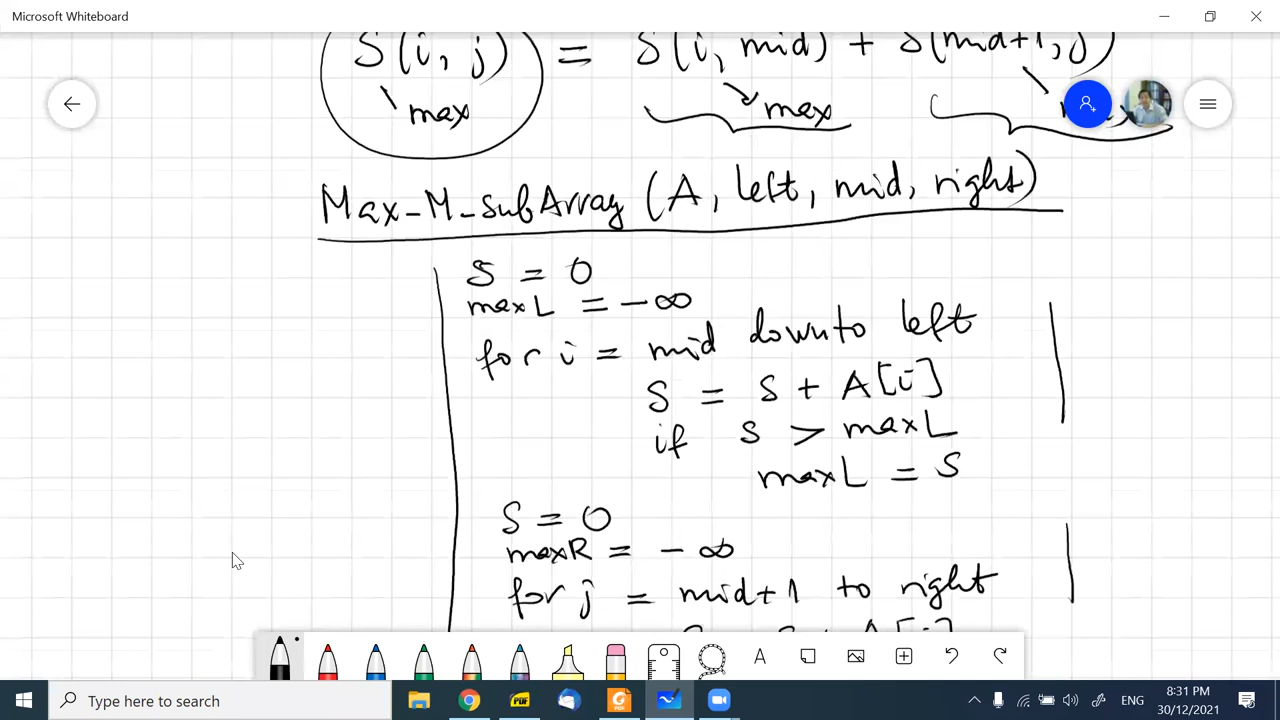 Microsoft Whiteboard
S(i, j) = S(i, mid) + S(mid+1, j)
max max
Max-M-subArray (A, left, mid, right)
S = 0
maxL = -∞
for i = mid downto left
S = S + A[i]
if S > maxL
maxL = S
S = 0
maxR = -∞
for j = mid+1 to right
Type here to search
PDF
ENG
8:31 PM
30/12/2021